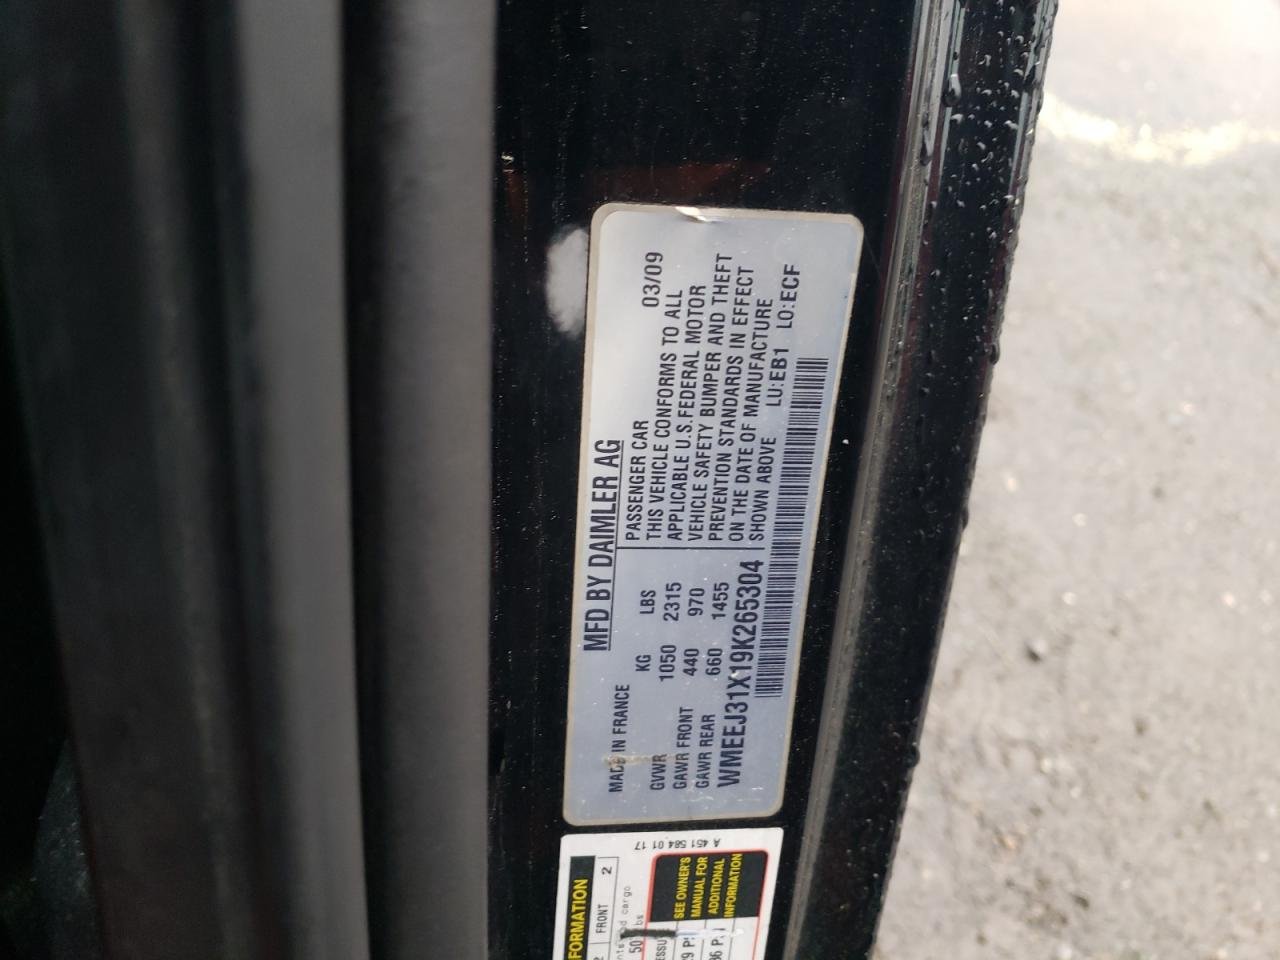 MFD BY DAIMLER AG
MADE IN FRANCE
KG LBS
GVWR 1050 2315
GAWR FRONT 440 970
GAWR REAR 660 1455
PASSENGER CAR 03/09
THIS VEHICLE CONFORMS TO ALL
APPLICABLE U.S.FEDERAL MOTOR
VEHICLE SAFETY BUMPER AND THEFT
PREVENTION STANDARDS IN EFFECT
ON THE DATE OF MANUFACTURE
SHOWN ABOVE LU:EB1 LO:ECF
WMEEJ31X19K265304
A 451 584 01 17
FRONT 2
cargo
50
SEE OWNER'S
MANUAL FOR
ADDITIONAL
INFORMATION